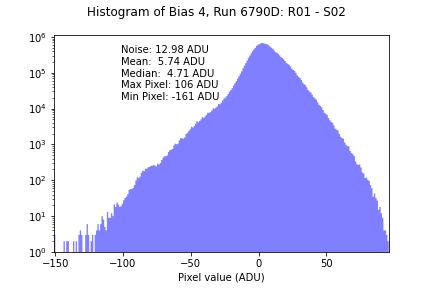 Histogram of Bias 4, Run 6790D: R01 - S02
10⁶
Noise: 12.98 ADU
Mean:  5.74 ADU
10⁵
Median:  4.71 ADU
Max Pixel: 106 ADU
Min Pixel: -161 ADU
10⁴
10³
10²
10¹
10⁰
−150 −100 −50 0 50
Pixel value (ADU)